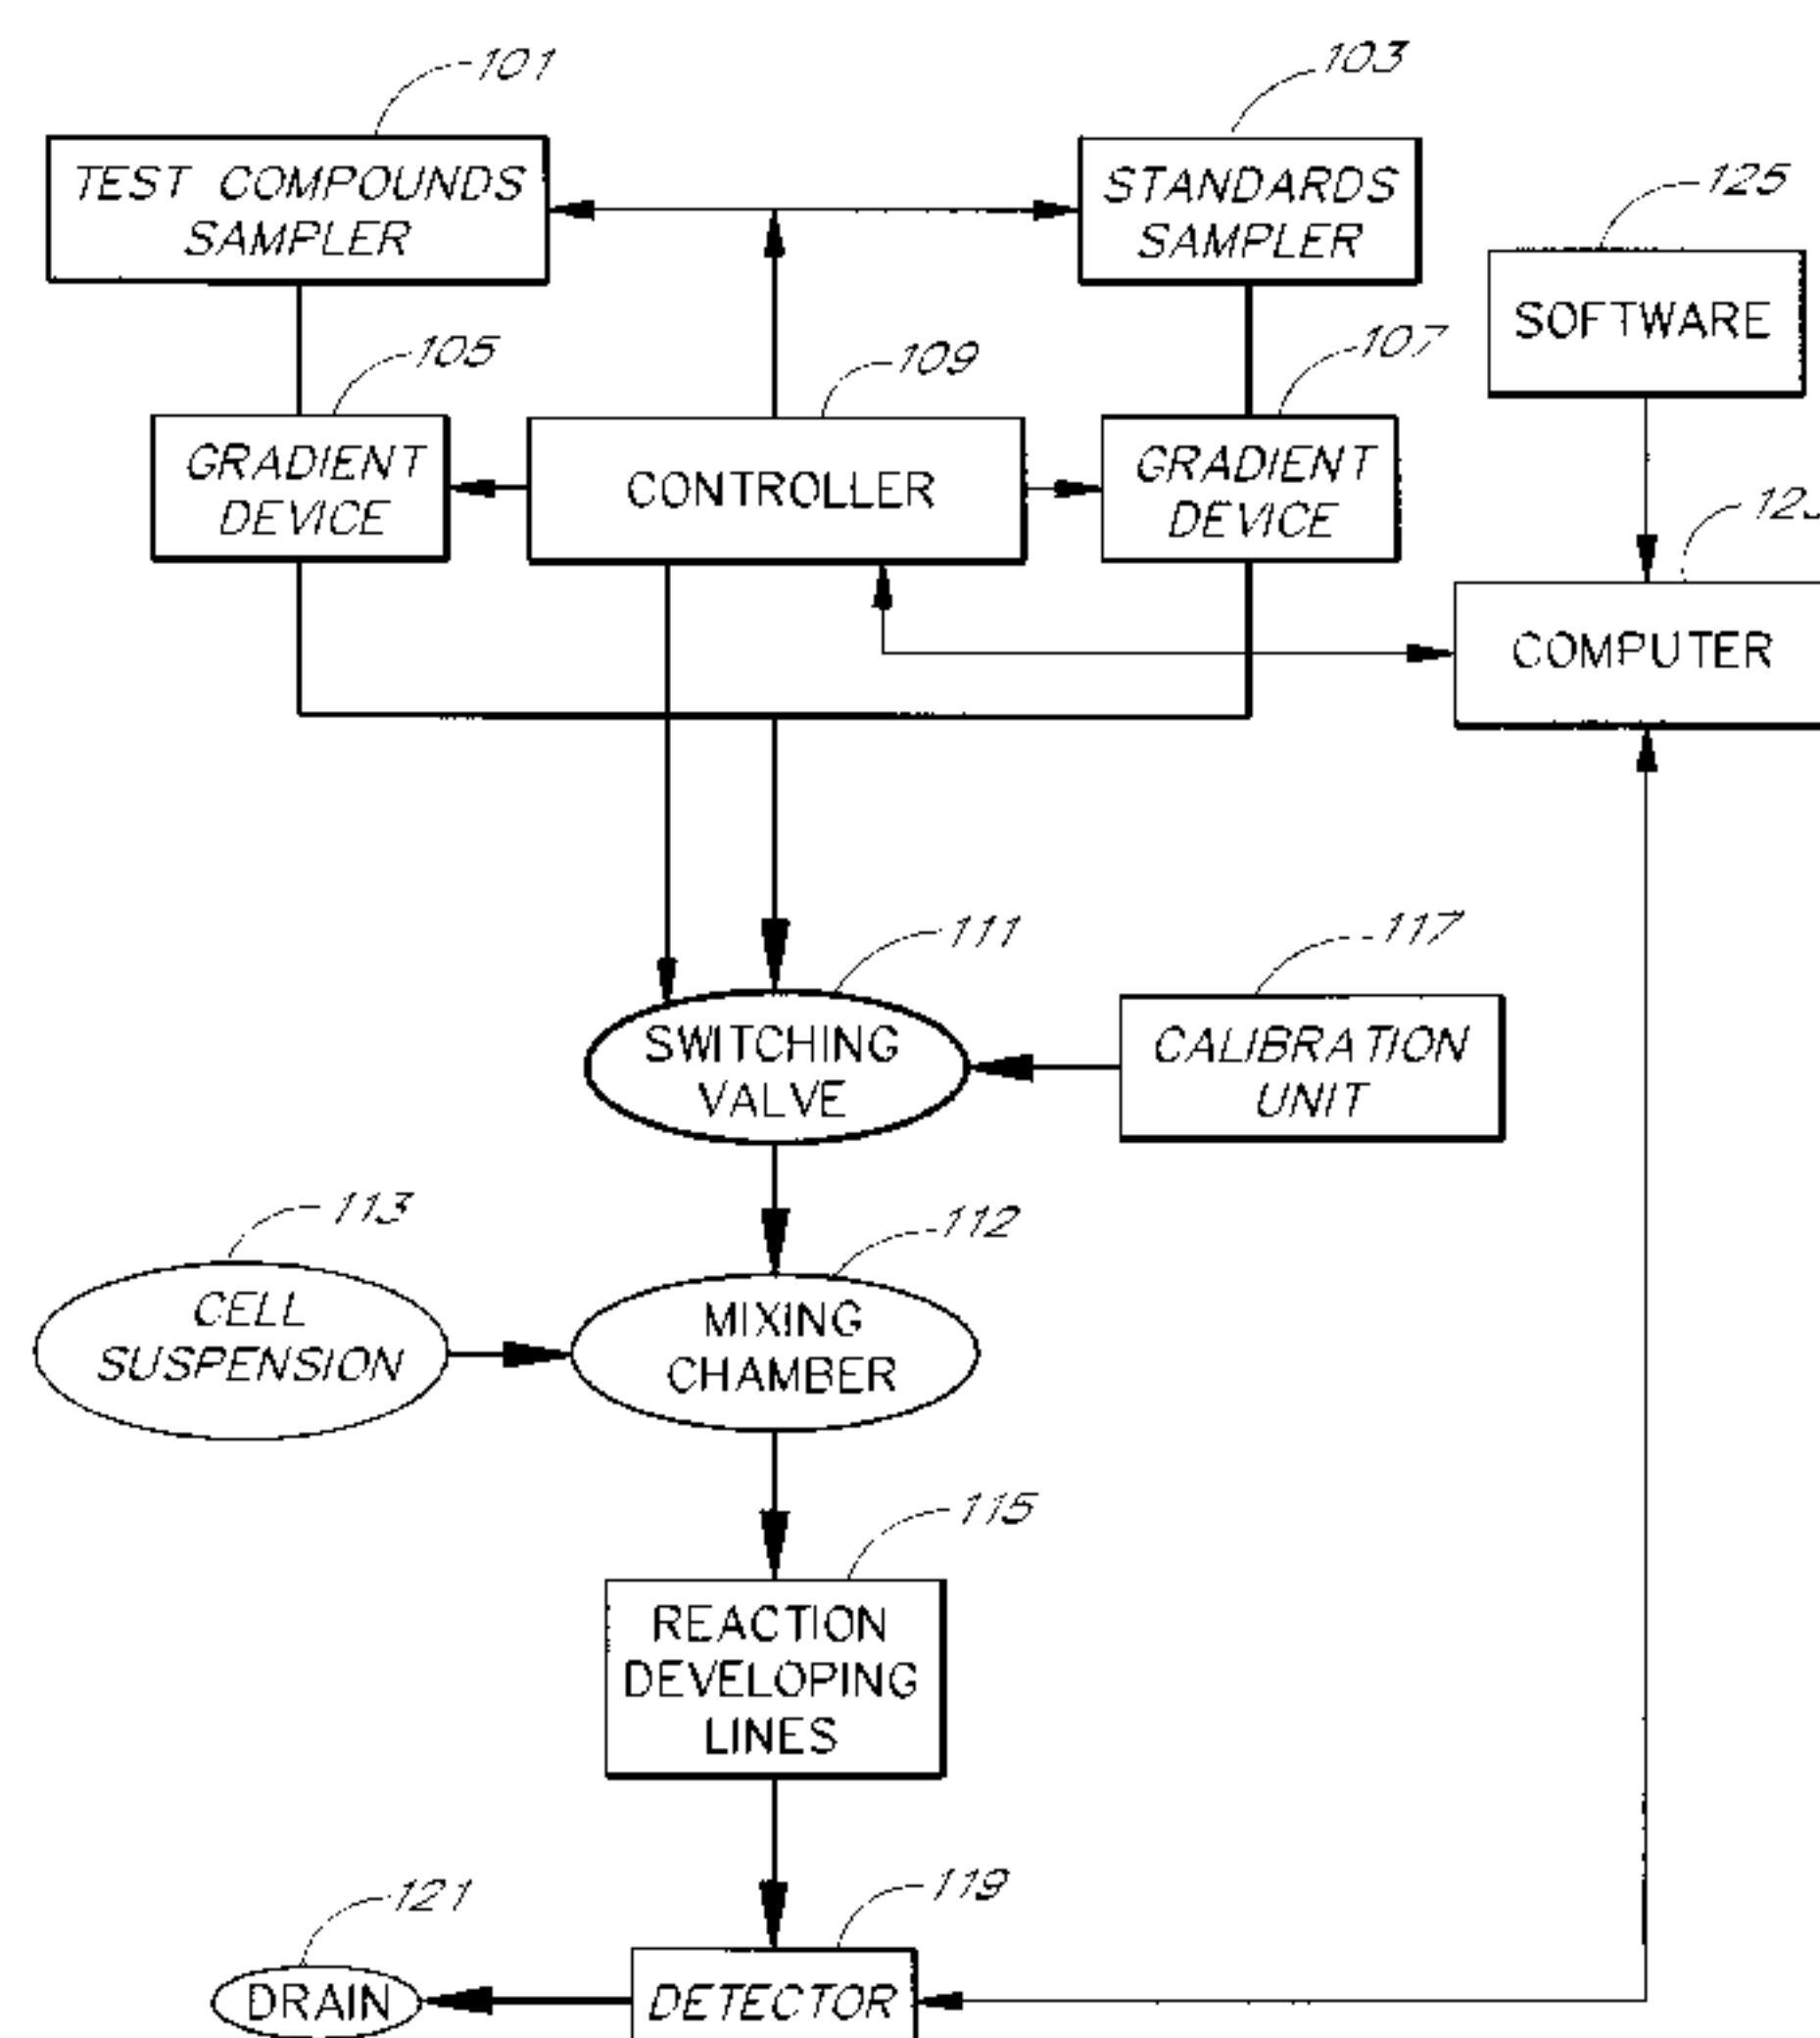 101
103
TEST COMPOUNDS
SAMPLER
STANDARDS
SAMPLER
125
SOFTWARE
105
109
107
GRADIENT
DEVICE
CONTROLLER
GRADIENT
DEVICE
COMPUTER
111
117
SWITCHING
VALVE
CALIBRATION
UNIT
113
112
CELL
SUSPENSION
MIXING
CHAMBER
115
REACTION
DEVELOPING
LINES
121
119
DRAIN
DETECTOR